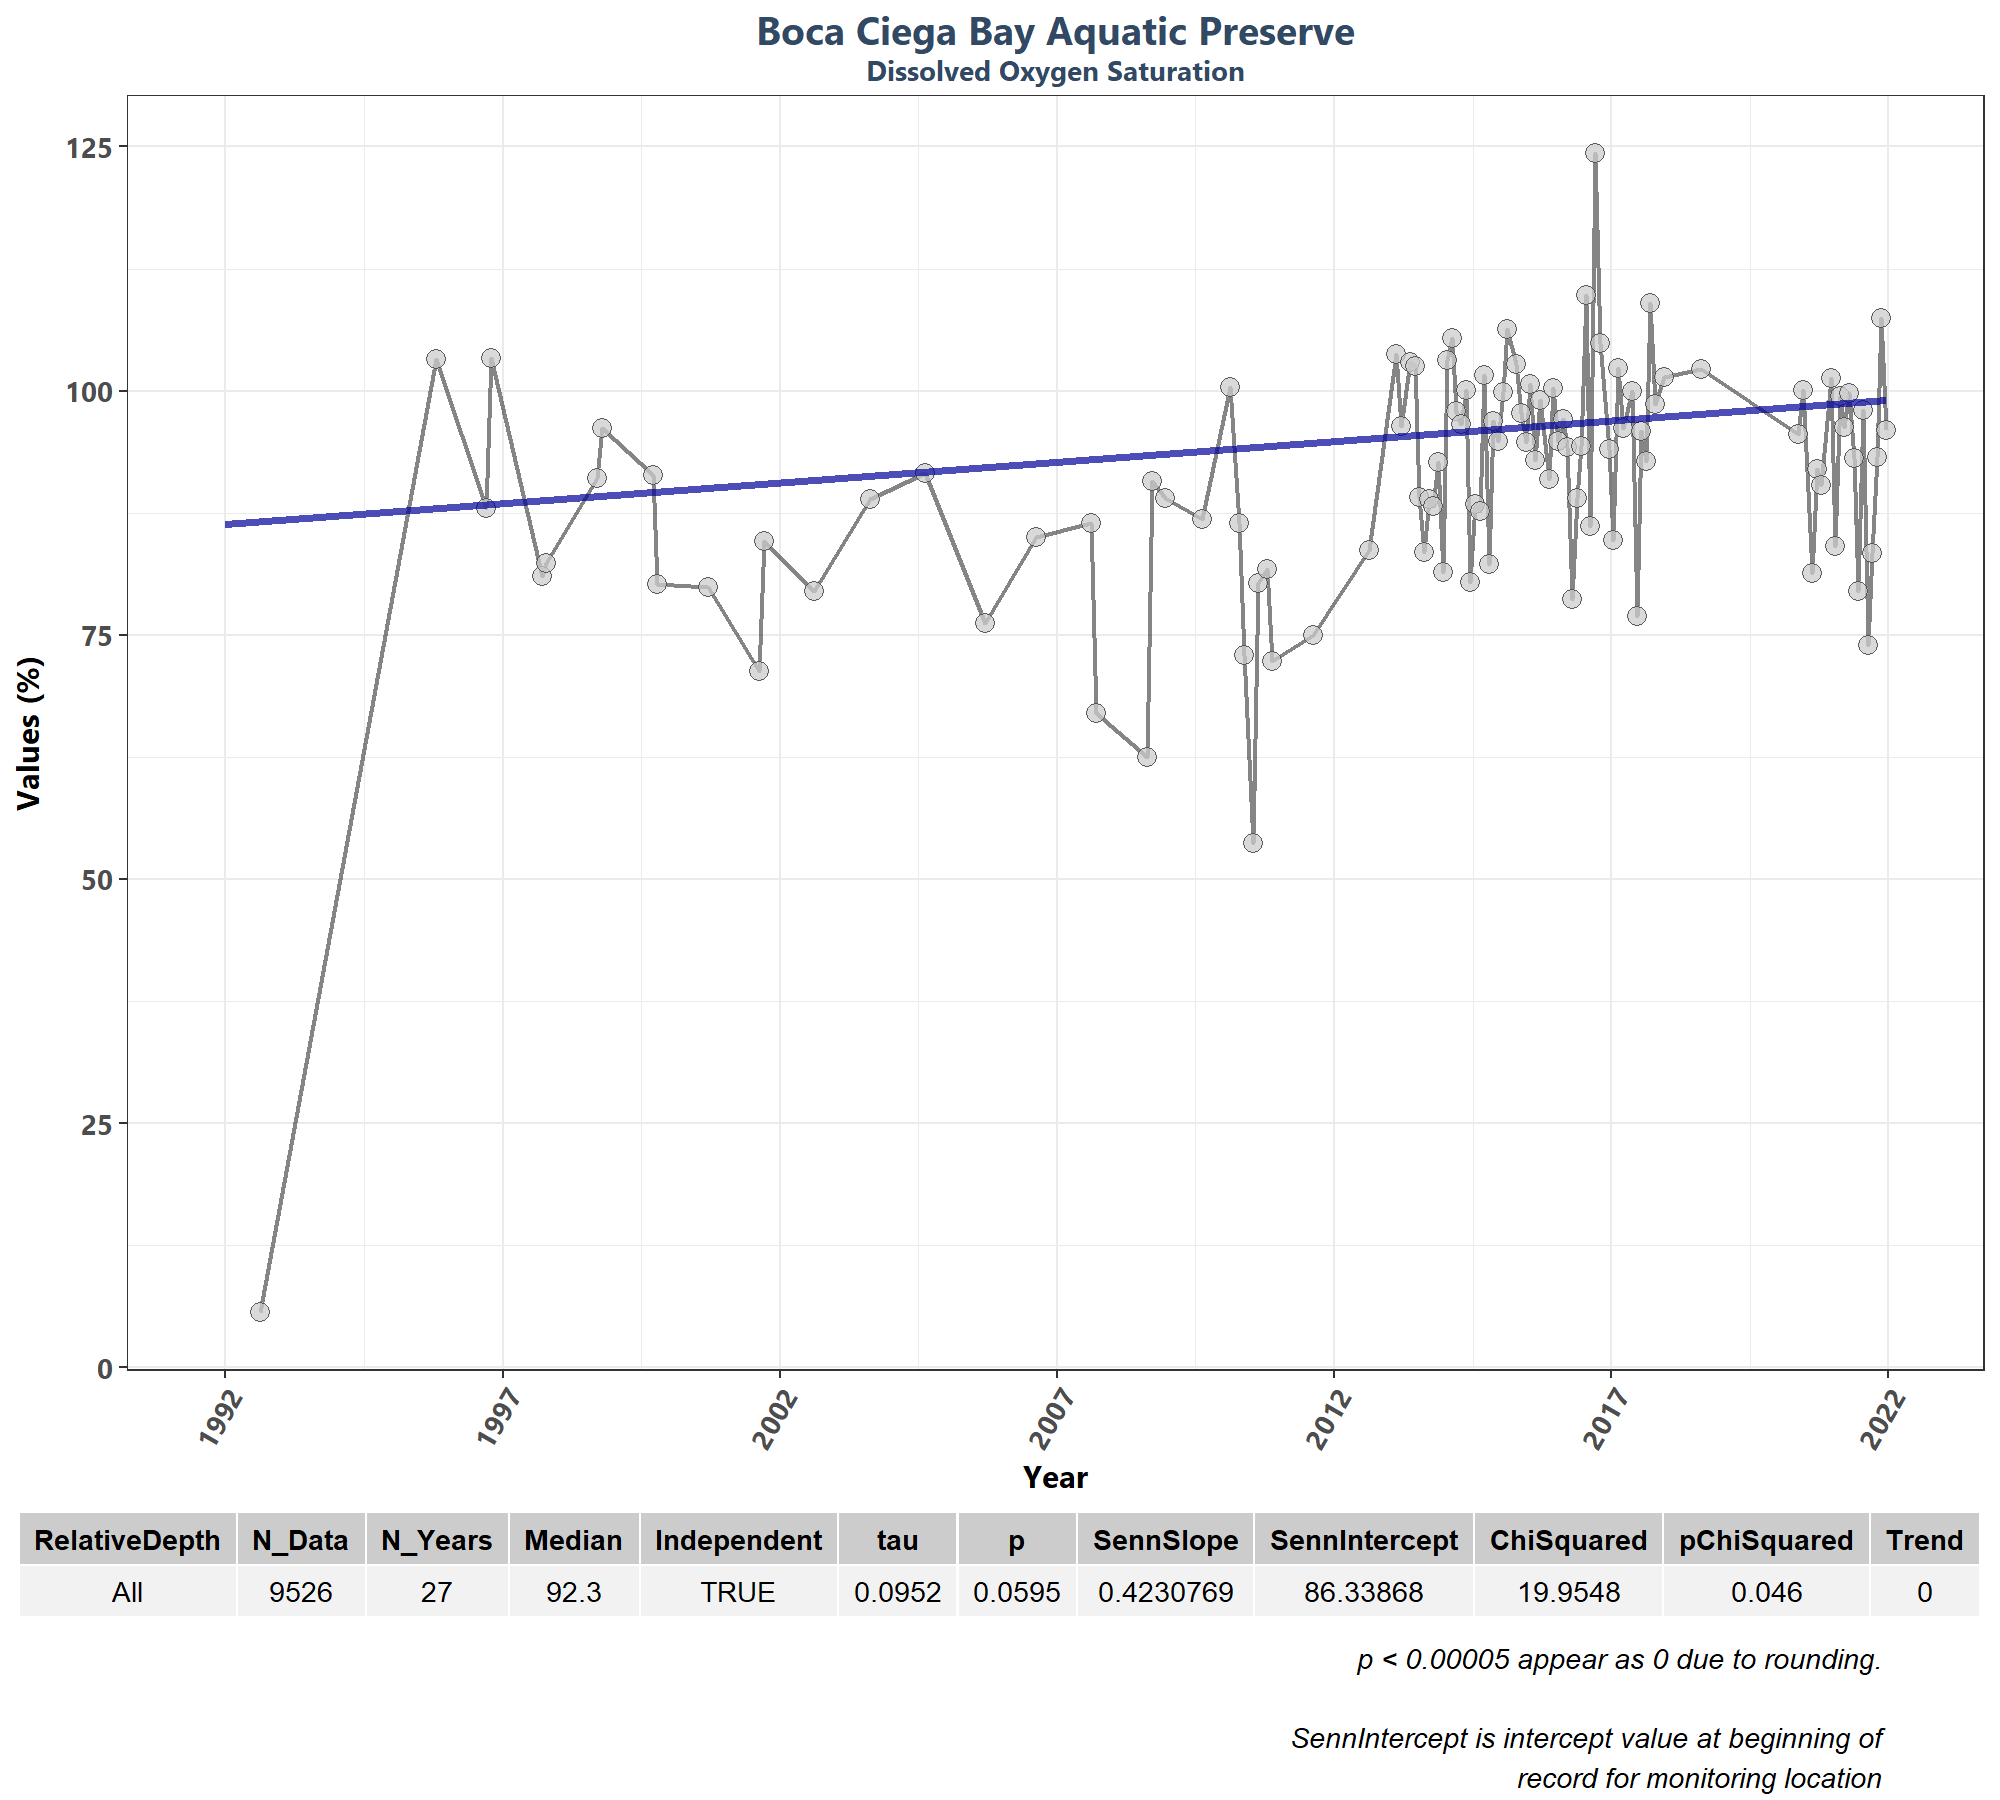 Boca Ciega Bay Aquatic Preserve
Dissolved Oxygen Saturation
Values (%)
125
100
75
50
25
0
1992 1997 2002 2007 2012 2017 2022
Year
RelativeDepth N_Data N_Years Median Independent tau p SennSlope SennIntercept ChiSquared pChiSquared Trend
All 9526 27 92.3 TRUE 0.0952 0.0595 0.4230769 86.33868 19.9548 0.046 0
p < 0.00005 appear as 0 due to rounding.
SennIntercept is intercept value at beginning of
record for monitoring location